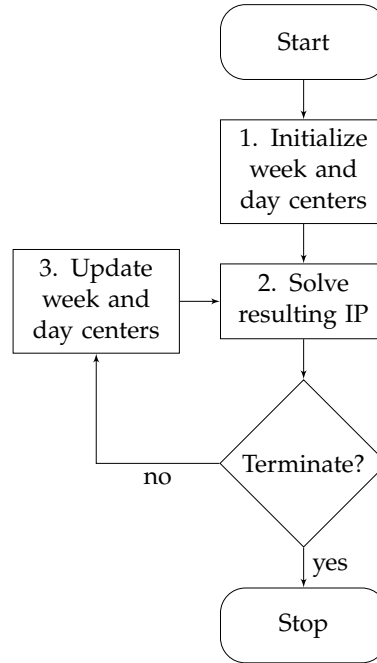 Start
1. Initialize
week and
day centers
3. Update
week and
day centers
2. Solve
resulting IP
Terminate?
no
yes
Stop